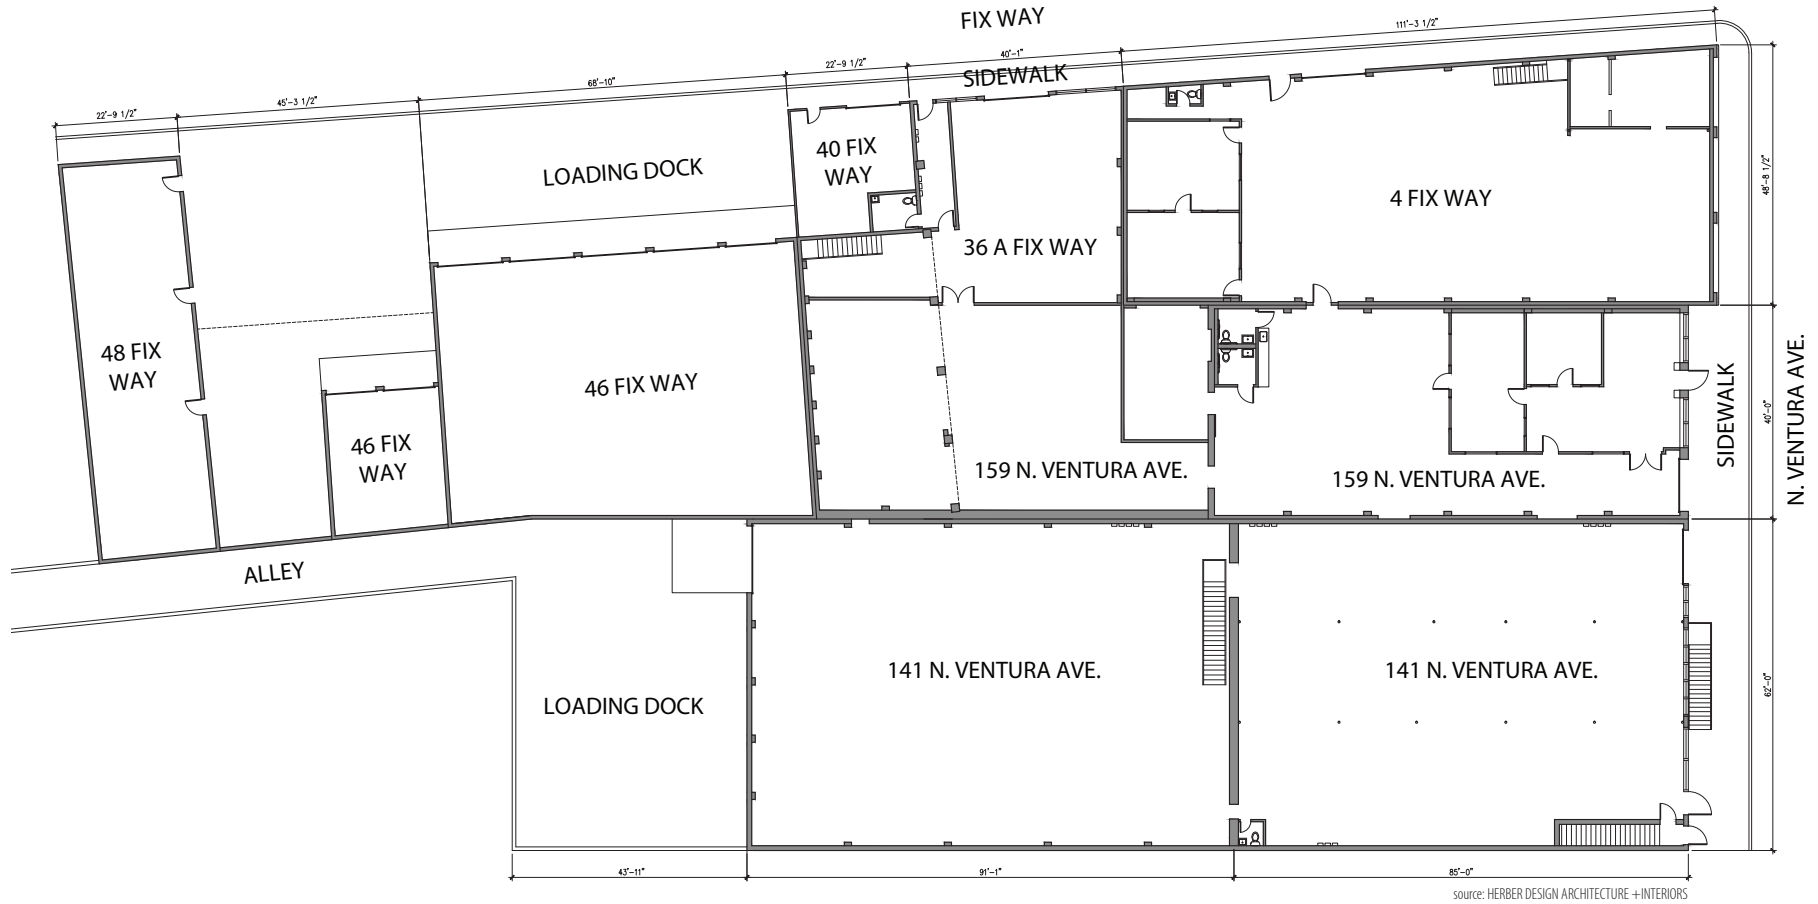 FIX WAY
111'-3 1/2"
40'-1"
22'-9 1/2"
68'-10"
45'-3 1/2"
22'-9 1/2"
SIDEWALK
LOADING DOCK
40 FIX
WAY
4 FIX WAY
48'-8 1/2"
36 A FIX WAY
48 FIX
WAY
46 FIX WAY
46 FIX
WAY
159 N. VENTURA AVE.
159 N. VENTURA AVE.
SIDEWALK
40'-0"
N. VENTURA AVE.
ALLEY
LOADING DOCK
141 N. VENTURA AVE.
141 N. VENTURA AVE.
62'-0"
43'-11"
91'-1"
85'-0"
source: HERBER DESIGN ARCHITECTURE +INTERIORS